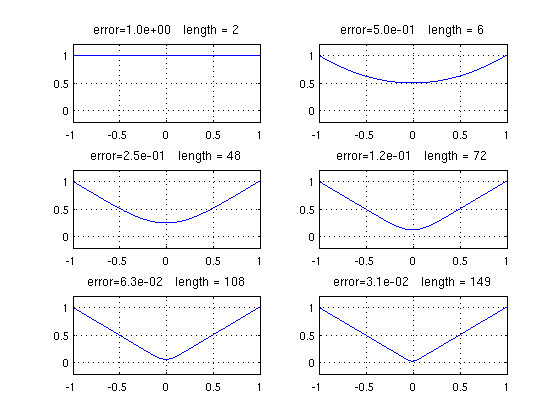 error=1.0e+00 length = 2
1
0.5
0
-1 -0.5 0 0.5 1
error=5.0e-01 length = 6
1
0.5
0
-1 -0.5 0 0.5 1
error=2.5e-01 length = 48
1
0.5
0
-1 -0.5 0 0.5 1
error=1.2e-01 length = 72
1
0.5
0
-1 -0.5 0 0.5 1
error=6.3e-02 length = 108
1
0.5
0
-1 -0.5 0 0.5 1
error=3.1e-02 length = 149
1
0.5
0
-1 -0.5 0 0.5 1